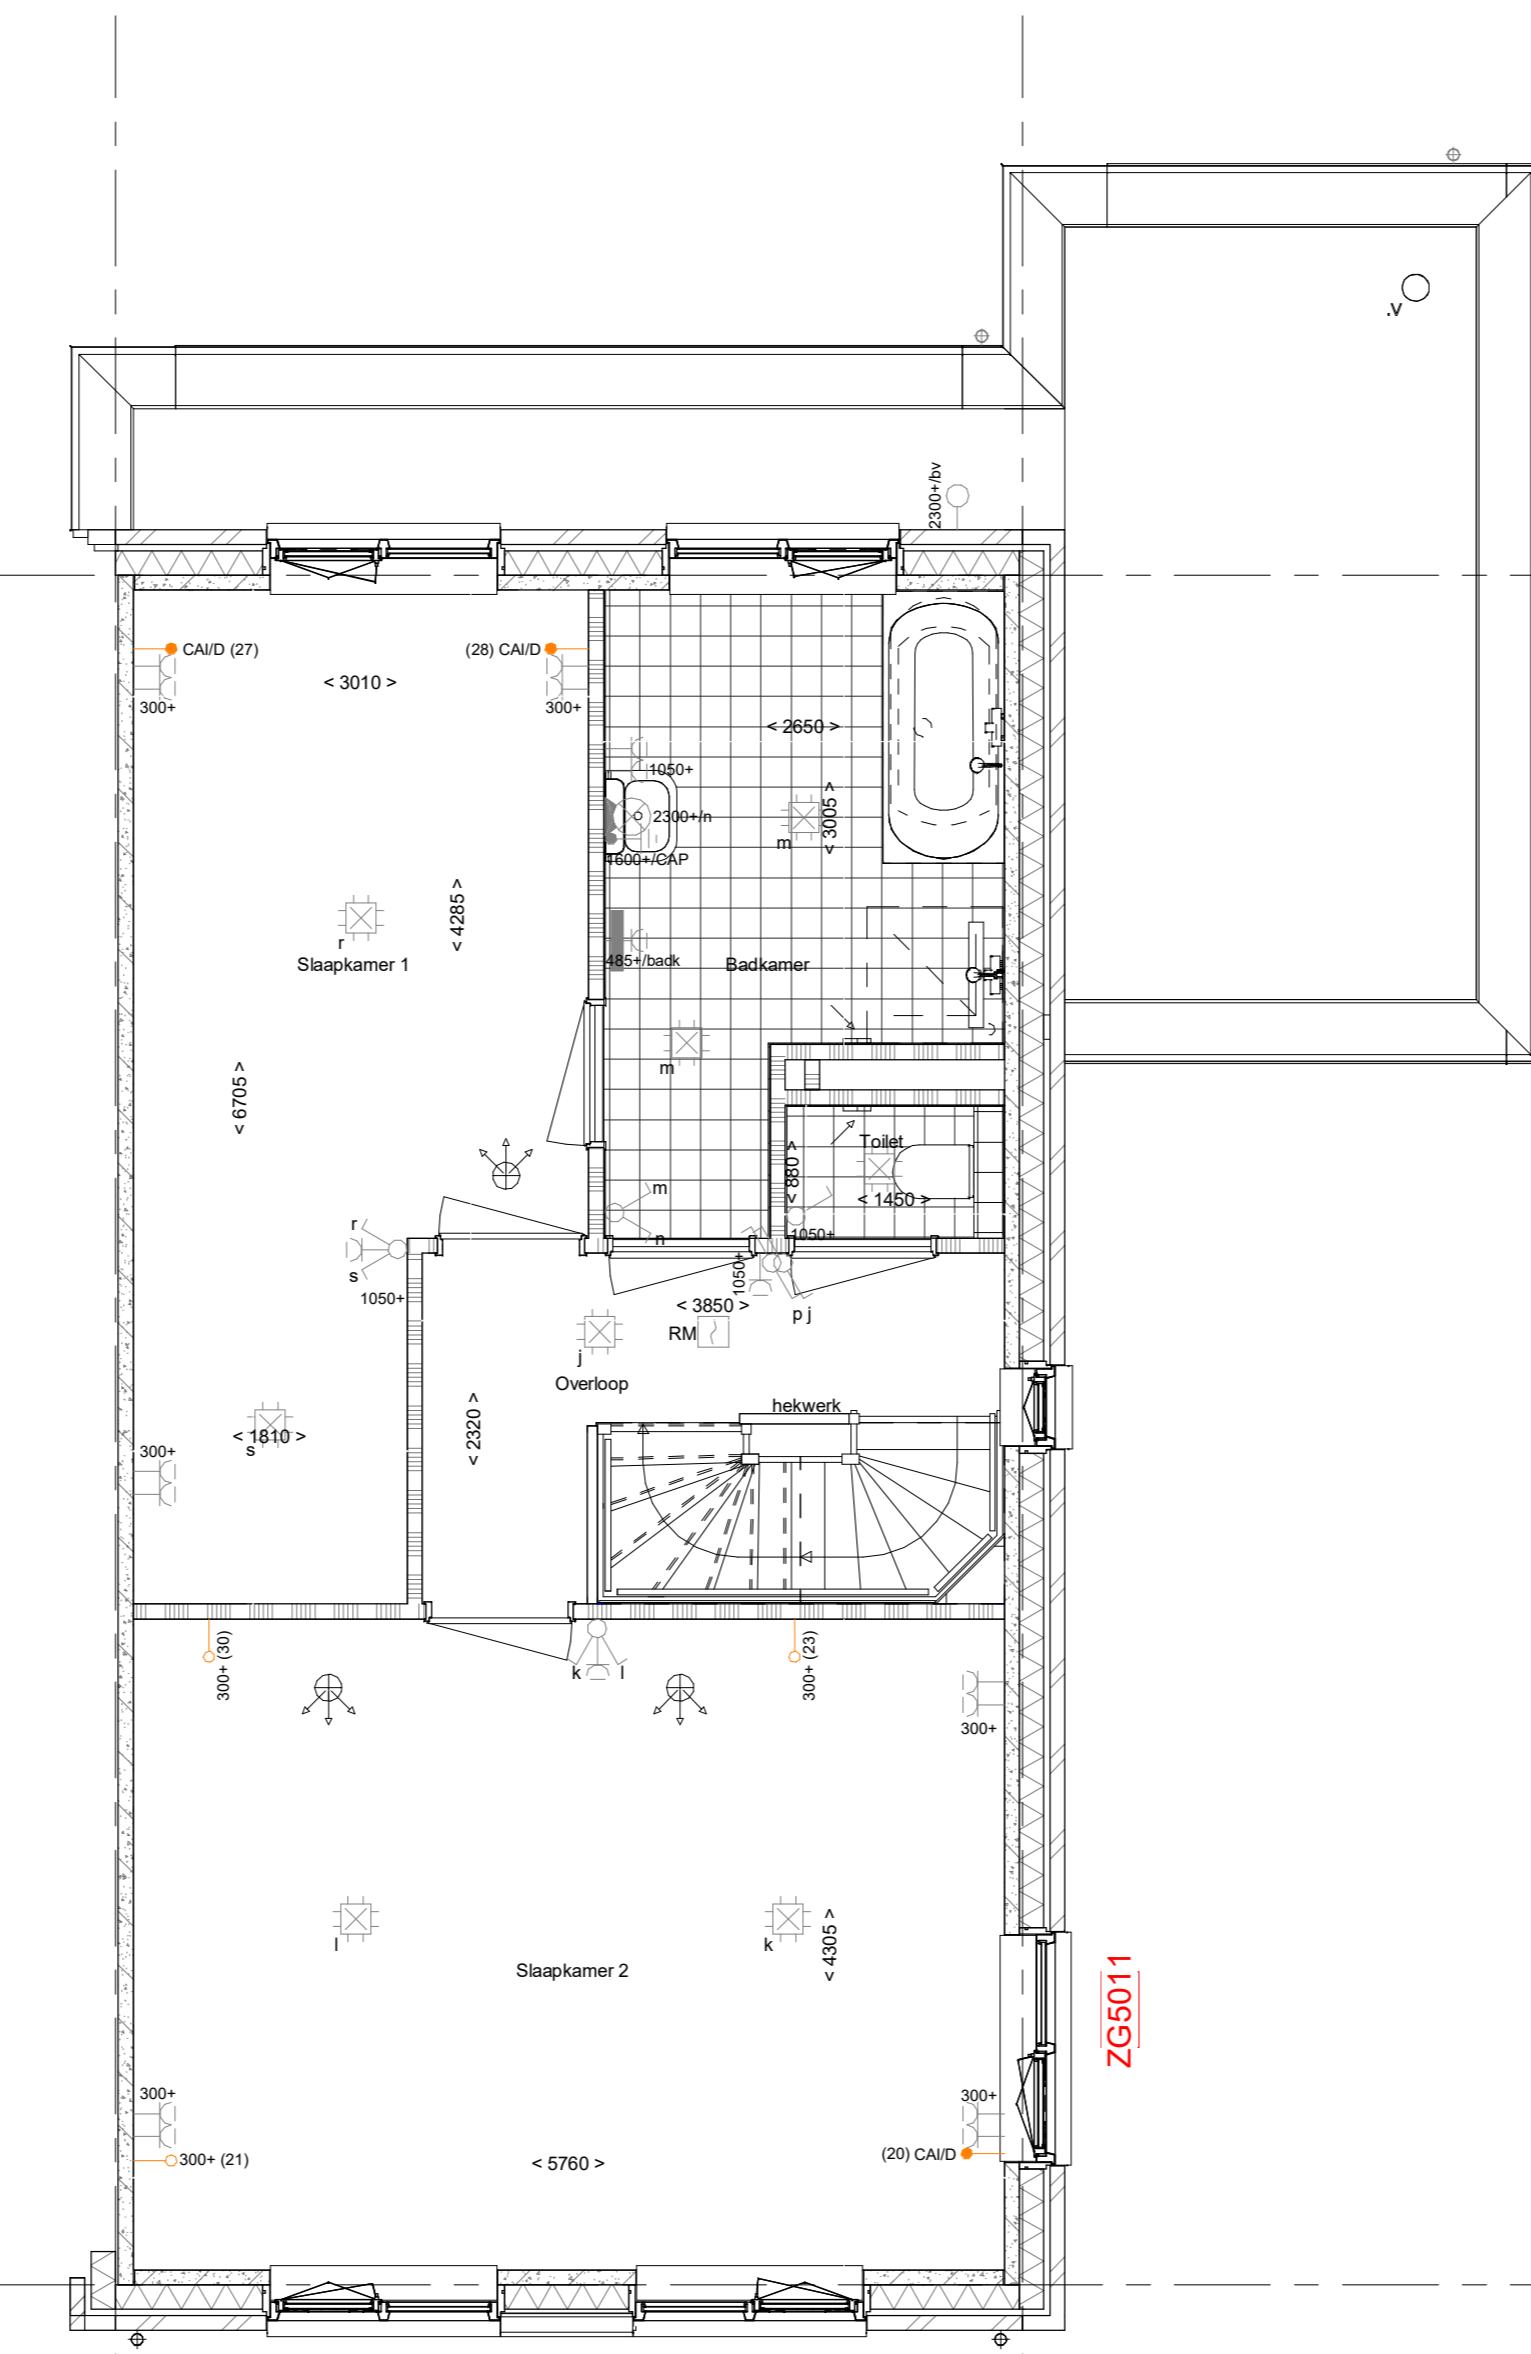 .V
2300+/bv
CAI/D (27)
(28) CAI/D
< 3010 >
300+
300+
< 2650 >
1050+
< 3005 >
2300+/n
m
1600+/CAP
< 4285 >
r
Slaapkamer 1
485+/badk
Badkamer
m
< 6705 >
Toilet
< 880 >
< 1450 >
m
n
r
s
1050+
1050+
1050+
< 3850 >
p j
RM
j
Overloop
hekwerk
< 2320 >
< 1810 >
s
300+
300+ (30)
300+ (23)
k
l
300+
l
k
< 4305 >
Slaapkamer 2
ZG5011
300+
300+
300+ (21)
(20) CAI/D
< 5760 >